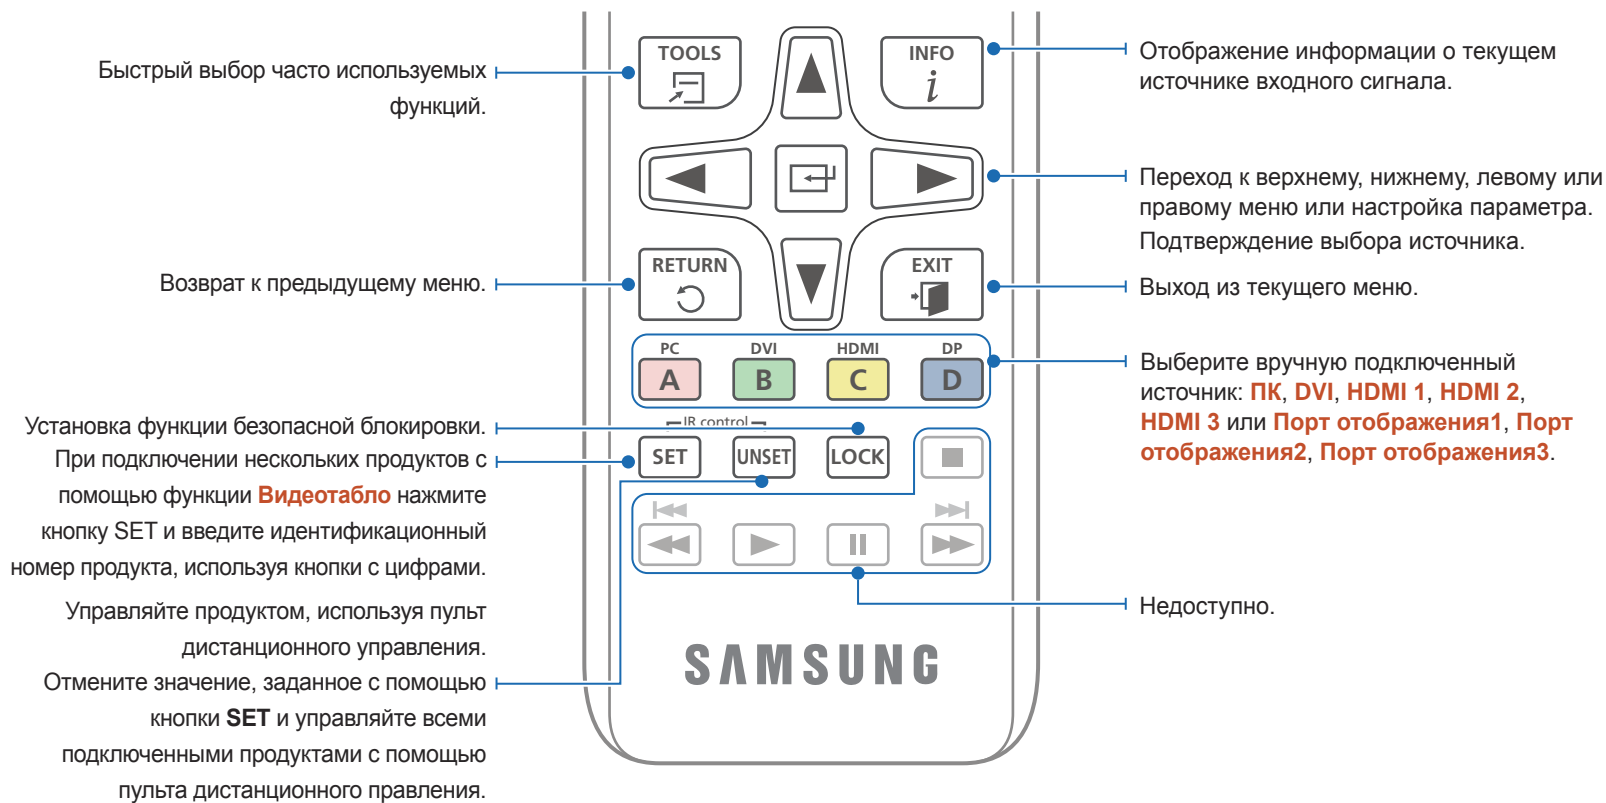 Быстрый выбор часто используемых
функций.
TOOLS
INFO
i
Отображение информации о текущем
источнике входного сигнала.
Переход к верхнему, нижнему, левому или
правому меню или настройка параметра.
Подтверждение выбора источника.
Возврат к предыдущему меню.
RETURN
EXIT
Выход из текущего меню.
PC DVI HDMI DP
A B C D
Выберите вручную подключенный
источник: ПК, DVI, HDMI 1, HDMI 2,
HDMI 3 или Порт отображения1, Порт
отображения2, Порт отображения3.
Установка функции безопасной блокировки.
IR control
SET UNSET LOCK
При подключении нескольких продуктов с
помощью функции Видеотабло нажмите
кнопку SET и введите идентификационный
номер продукта, используя кнопки с цифрами.
Управляйте продуктом, используя пульт
дистанционного управления.
Отмените значение, заданное с помощью
кнопки SET и управляйте всеми
подключенными продуктами с помощью
пульта дистанционного правления.
Недоступно.
SAMSUNG